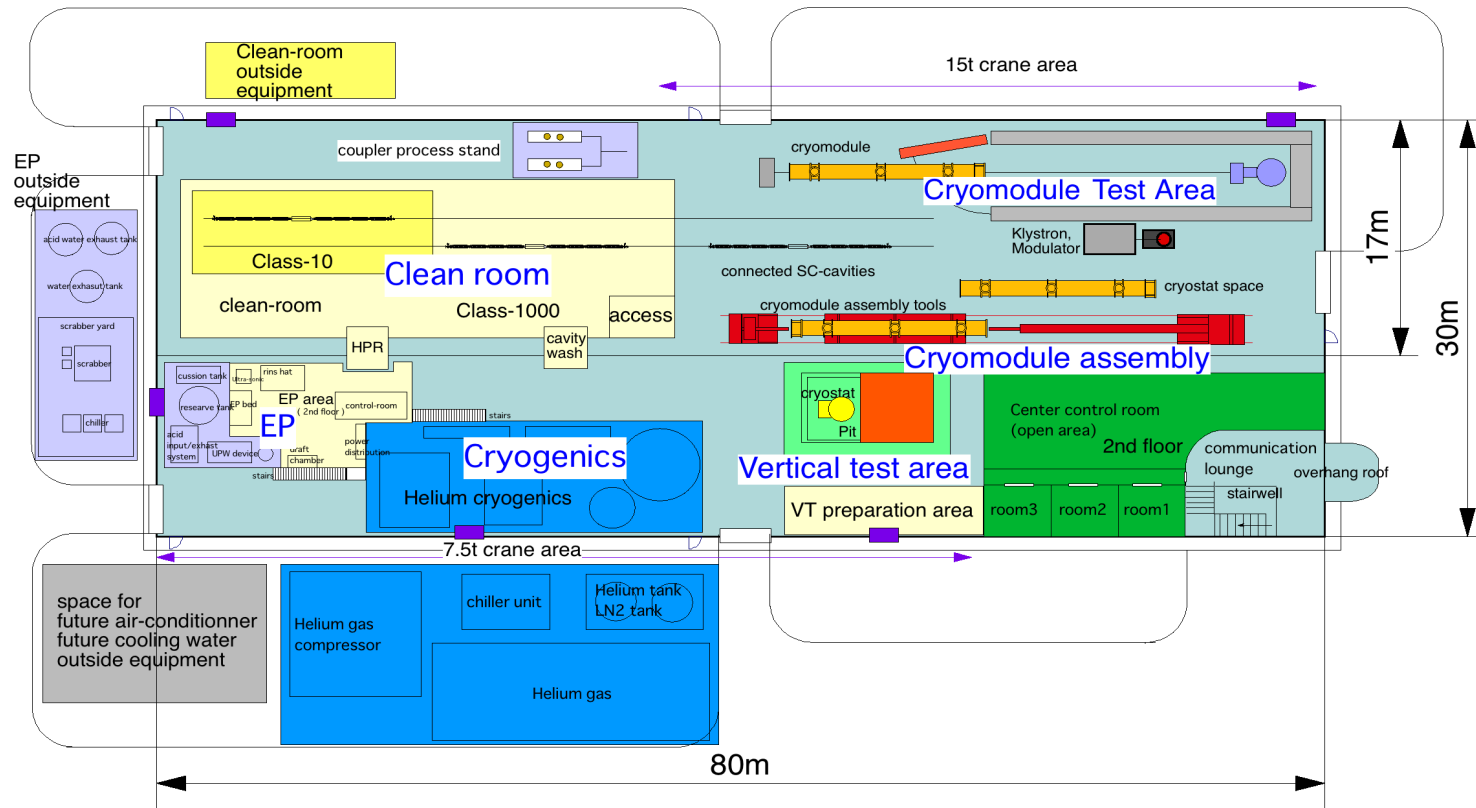 Clean-room
outside
equipment
15t crane area
coupler process stand
cryomodule
EP
outside
equipment
Cryomodule Test Area
acid water exhaust tank
Klystron,
Modulator
17m
Class-10
Clean room
connected SC-cavities
water exhasut tank
cryostat space
clean-room
Class-1000
cryomodule assembly tools
access
scrabber yard
30m
HPR
cavity
wash
Cryomodule assembly
scrabber
cussion tank
Ultra-sonic
rins hat
EP area
( 2nd floor )
control-room
researve tank
EP bed
cryostat
Pit
Center control room
(open area)
2nd floor
stairs
chiller
EP
acid
input/exhast
system
UPW device
draft
chamber
power
distribution
stairs
Cryogenics
Helium cryogenics
Vertical test area
communication
lounge
overhang roof
stairwell
VT preparation area
room3
room2
room1
7.5t crane area
space for
future air-conditionner
future cooling water
outside equipment
Helium gas
compressor
chiller unit
Helium tank
LN2 tank
Helium gas
80m